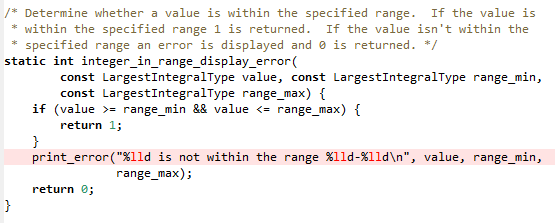 /* Determine whether a value is within the specified range.  If the value is
 * within the specified range 1 is returned.  If the value isn't within the
 * specified range an error is displayed and 0 is returned. */
static int integer_in_range_display_error(
        const LargestIntegralType value, const LargestIntegralType range_min,
        const LargestIntegralType range_max) {
    if (value >= range_min && value <= range_max) {
        return 1;
    }
    print_error("%lld is not within the range %lld-%lld\n", value, range_min,
                range_max);
    return 0;
}